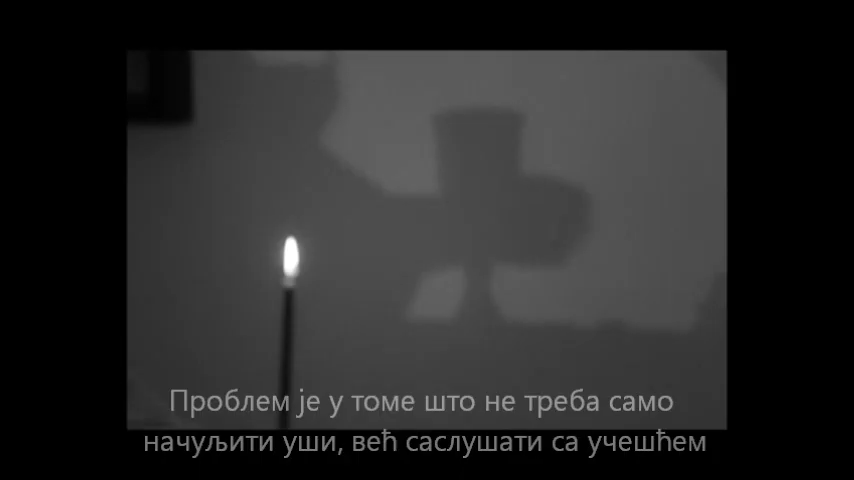 Проблем је у томе што не треба само
начуљити уши, већ саслушати са учешћем